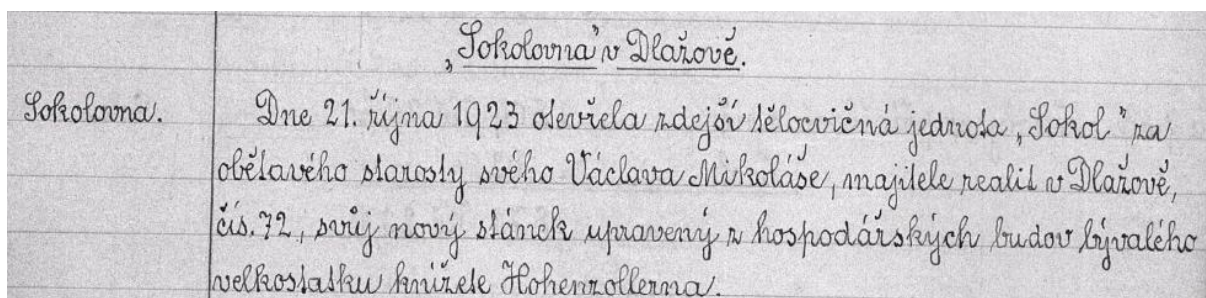 „Sokolovna“ v Dlažově.
Sokolovna.
Dne 21. října 1923 otevřela zdejší tělocvičná jednota „Sokol“ za
obětavého starosty svého Václava Mikoláše, majitele realit v Dlažově,
čís. 72, svůj nový stánek upravený z hospodářských budov bývalého
velkostatku knížete Hohenzollerna.